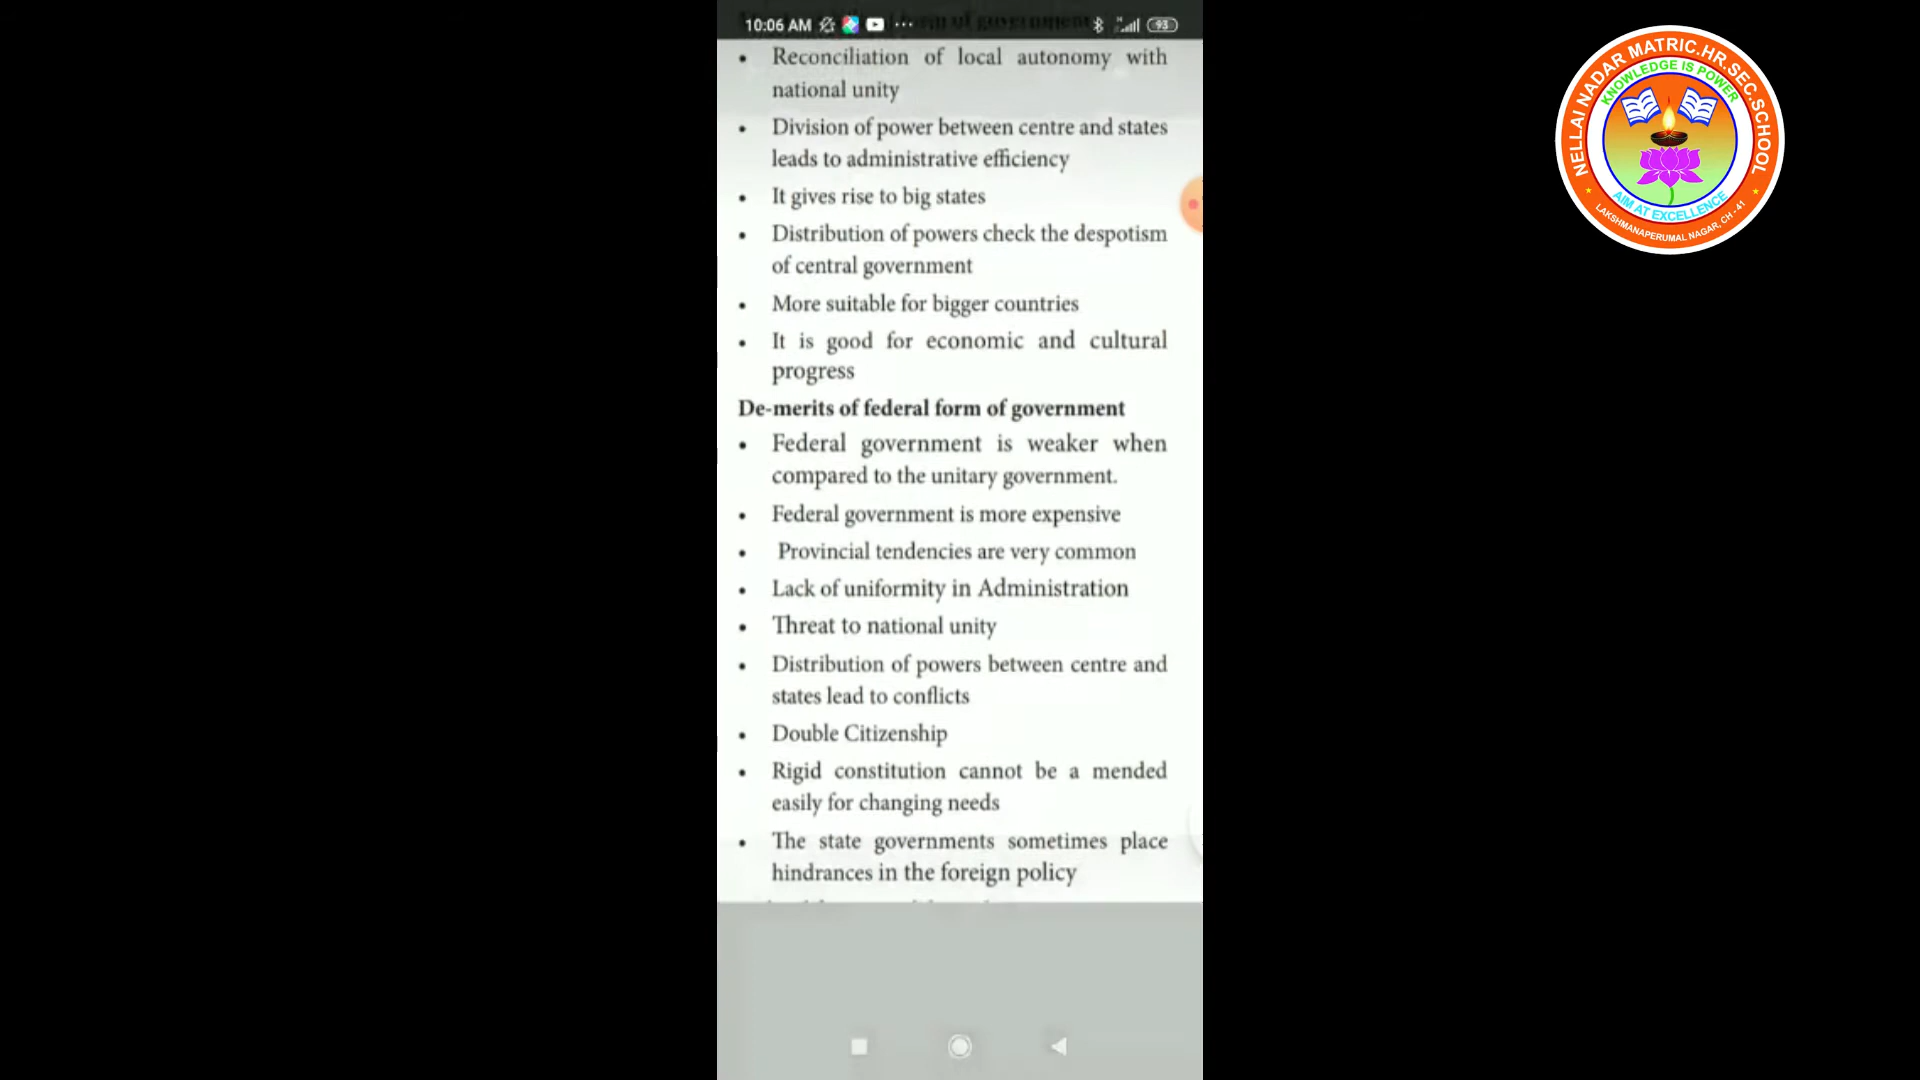 10:06 AM
93
form of government
• Reconciliation of local autonomy with
national unity
• Division of power between centre and states
leads to administrative efficiency
• It gives rise to big states
• Distribution of powers check the despotism
of central government
• More suitable for bigger countries
• It is good for economic and cultural
progress
De-merits of federal form of government
• Federal government is weaker when
compared to the unitary government.
• Federal government is more expensive
• Provincial tendencies are very common
• Lack of uniformity in Administration
• Threat to national unity
• Distribution of powers between centre and
states lead to conflicts
• Double Citizenship
• Rigid constitution cannot be a mended
easily for changing needs
• The state governments sometimes place
hindrances in the foreign policy
NELLAI NADAR MATRIC.HR.SEC.SCHOOL
KNOWLEDGE IS POWER
AIM AT EXCELLENCE
LAKSHMANAPERUMAL NAGAR, CH - 41